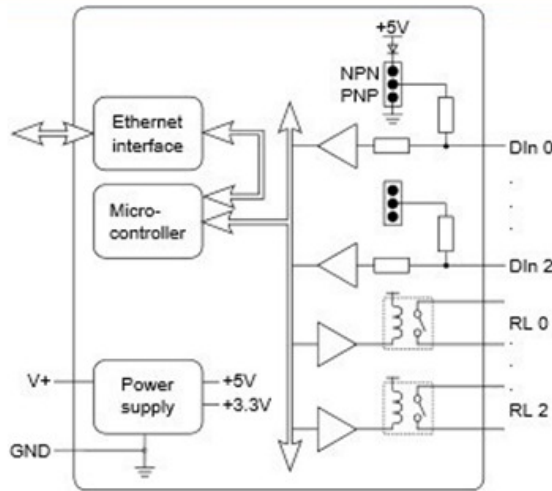 +5V
NPN
PNP
Ethernet
interface
DIn 0
Micro-
controller
DIn 2
RL 0
V+
Power
supply
+5V
+3.3V
RL 2
GND